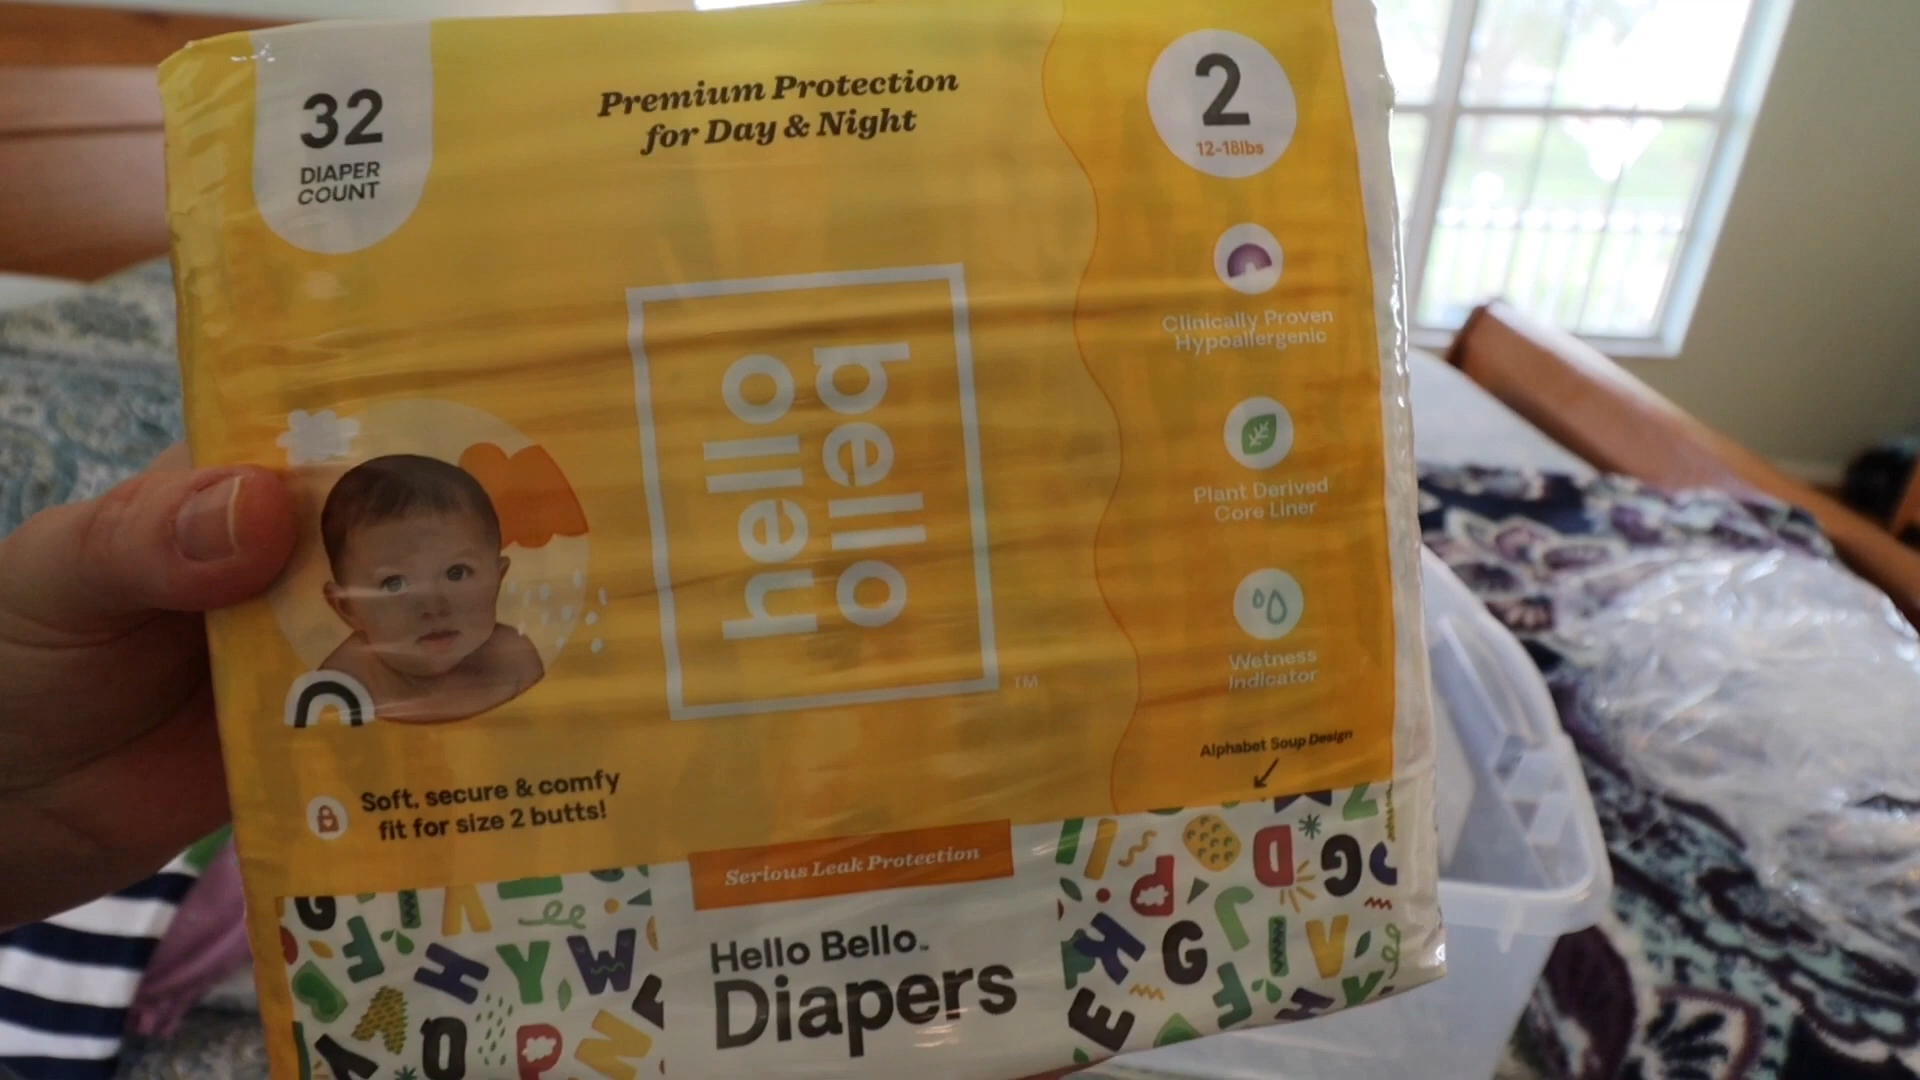 32
DIAPER
COUNT
Premium Protection
for Day & Night
2
12-18lbs
hello
bello
TM
Clinically Proven
Hypoallergenic
Plant Derived
Core Liner
Wetness
Indicator
Alphabet Soup Design
Soft, secure & comfy
fit for size 2 butts!
Serious Leak Protection
Hello Bello™
Diapers